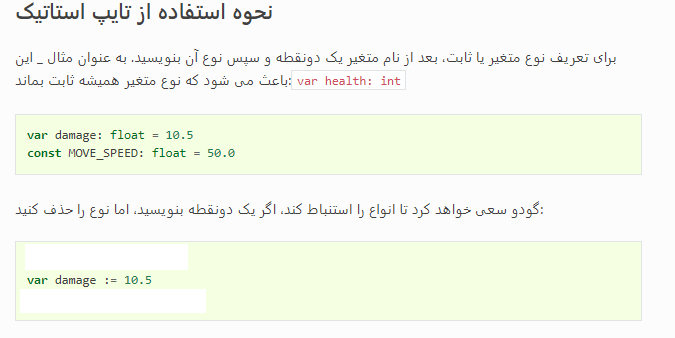 نحوه استفاده از تایپ استاتیک
برای تعریف نوع متغیر یا ثابت، بعد از نام متغیر یک دونقطه و سپس نوع آن بنویسید. به عنوان مثال _ این
باعث می شود که نوع متغیر همیشه ثابت بماند: var health: int
var damage: float = 10.5
const MOVE_SPEED: float = 50.0
گودو سعی خواهد کرد تا انواع را استنباط کند، اگر یک دونقطه بنویسید، اما نوع را حذف کنید:
var damage := 10.5